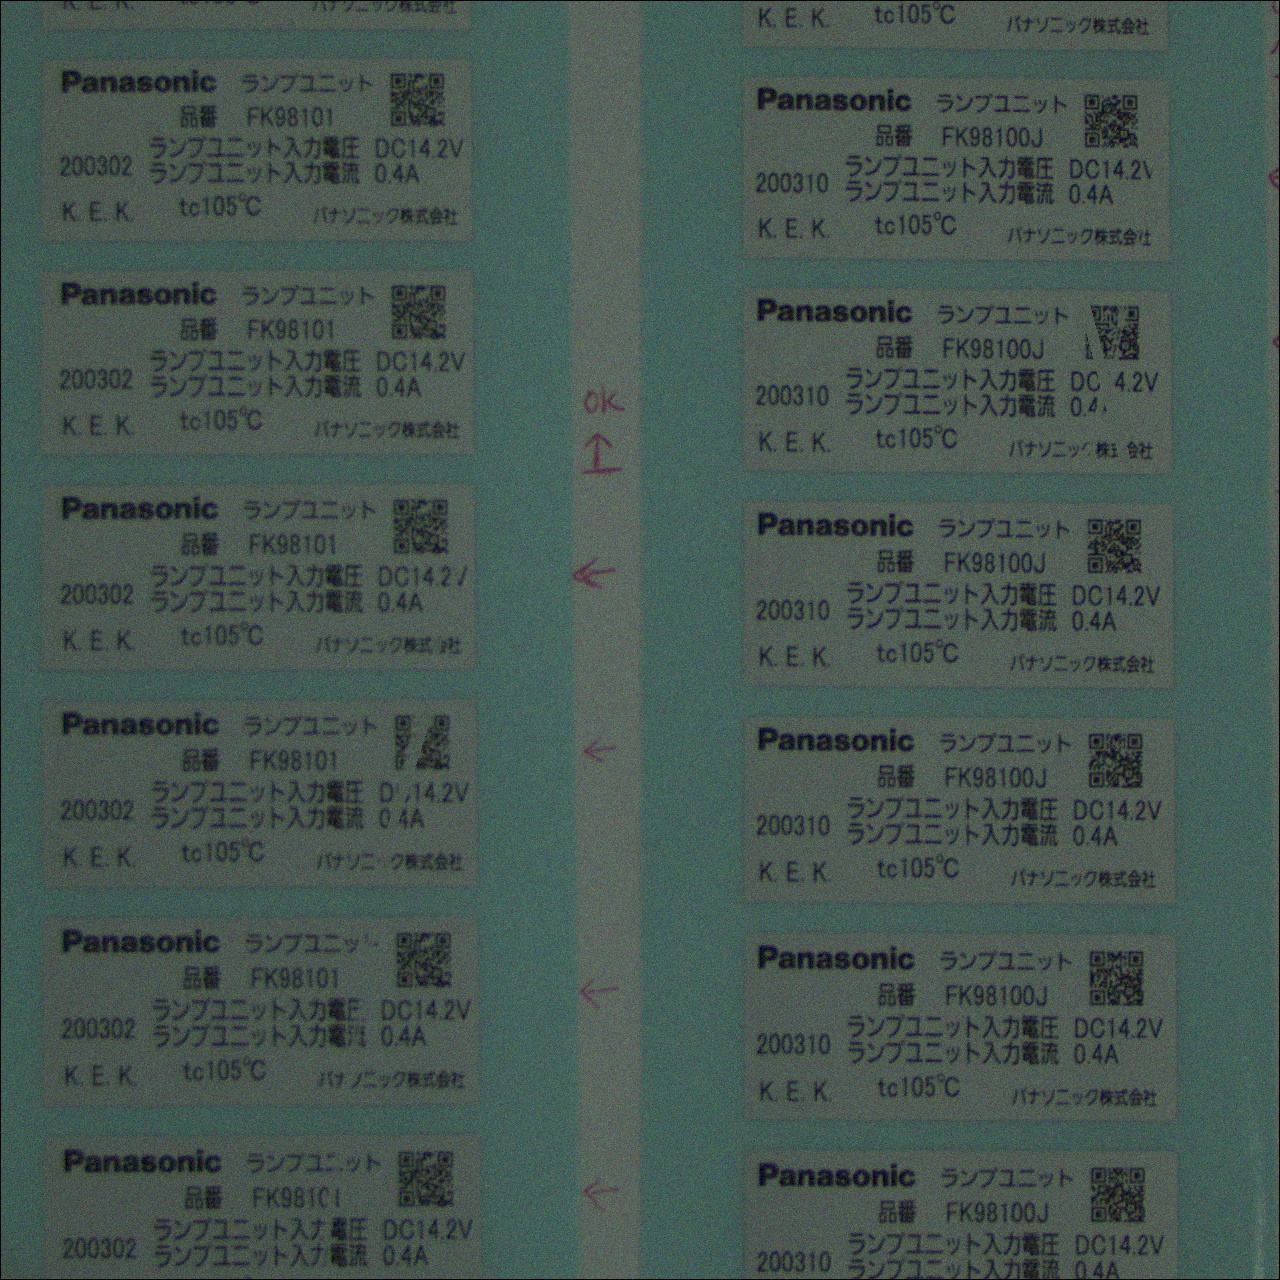 K. E. K.
パナソニック株式会社
Panasonic ランプユニット
品番 FK98101
ランプユニット入力電圧 DC14.2V
200302 ランプユニット入力電流 0.4A
K. E. K. tc105℃ パナソニック株式会社
Panasonic ランプユニット
品番 FK98101
ランプユニット入力電圧 DC14.2V
200302 ランプユニット入力電流 0.4A
K. E. K. tc105℃ パナソニック株式会社
Panasonic ランプユニット
品番 FK98101
ランプユニット入力電圧 DC14.2
200302 ランプユニット入力電流 0.4A
K. E. K. tc105℃ パナソニック株式 社
Panasonic ランプユニット
品番 FK98101
ランプユニット入力電圧 D 14.2V
200302 ランプユニット入力電流 0 4A
K. E. K. tc105℃ パナソニ ク株式会社
Panasonic ランプユニッ
品番 FK98101
ランプユニット入力電圧 DC14.2V
200302 ランプユニット入力電 0.4A
K. E. K. tc105℃ パナソニック株式会社
Panasonic ランプユニット
品番 FK98101
ランプユニット入力電圧 DC14.2V
200302 ランプユニット入力電流 0.4A
OK
K. E. K. tc105℃ パナソニック株式会社
Panasonic ランプユニット
品番 FK98100J
ランプユニット入力電圧 DC14.2V
200310 ランプユニット入力電流 0.4A
K. E. K. tc105℃ パナソニック株式会社
Panasonic ランプユニット
品番 FK98100J
ランプユニット入力電圧 DC 4.2V
200310 ランプユニット入力電流 0.4
K. E. K. tc105℃ パナソニック株 会社
Panasonic ランプユニット
品番 FK98100J
ランプユニット入力電圧 DC14.2V
200310 ランプユニット入力電流 0.4A
K. E. K. tc105℃ パナソニック株式会社
Panasonic ランプユニット
品番 FK98100J
ランプユニット入力電圧 DC14.2V
200310 ランプユニット入力電流 0.4A
K. E. K. tc105℃ パナソニック株式会社
Panasonic ランプユニット
品番 FK98100J
ランプユニット入力電圧 DC14.2V
200310 ランプユニット入力電流 0.4A
K. E. K. tc105℃ パナソニック株式会社
Panasonic ランプユニット
品番 FK98100J
ランプユニット入力電圧 DC14.2V
200310 ランプユニット入力電流 0.4A